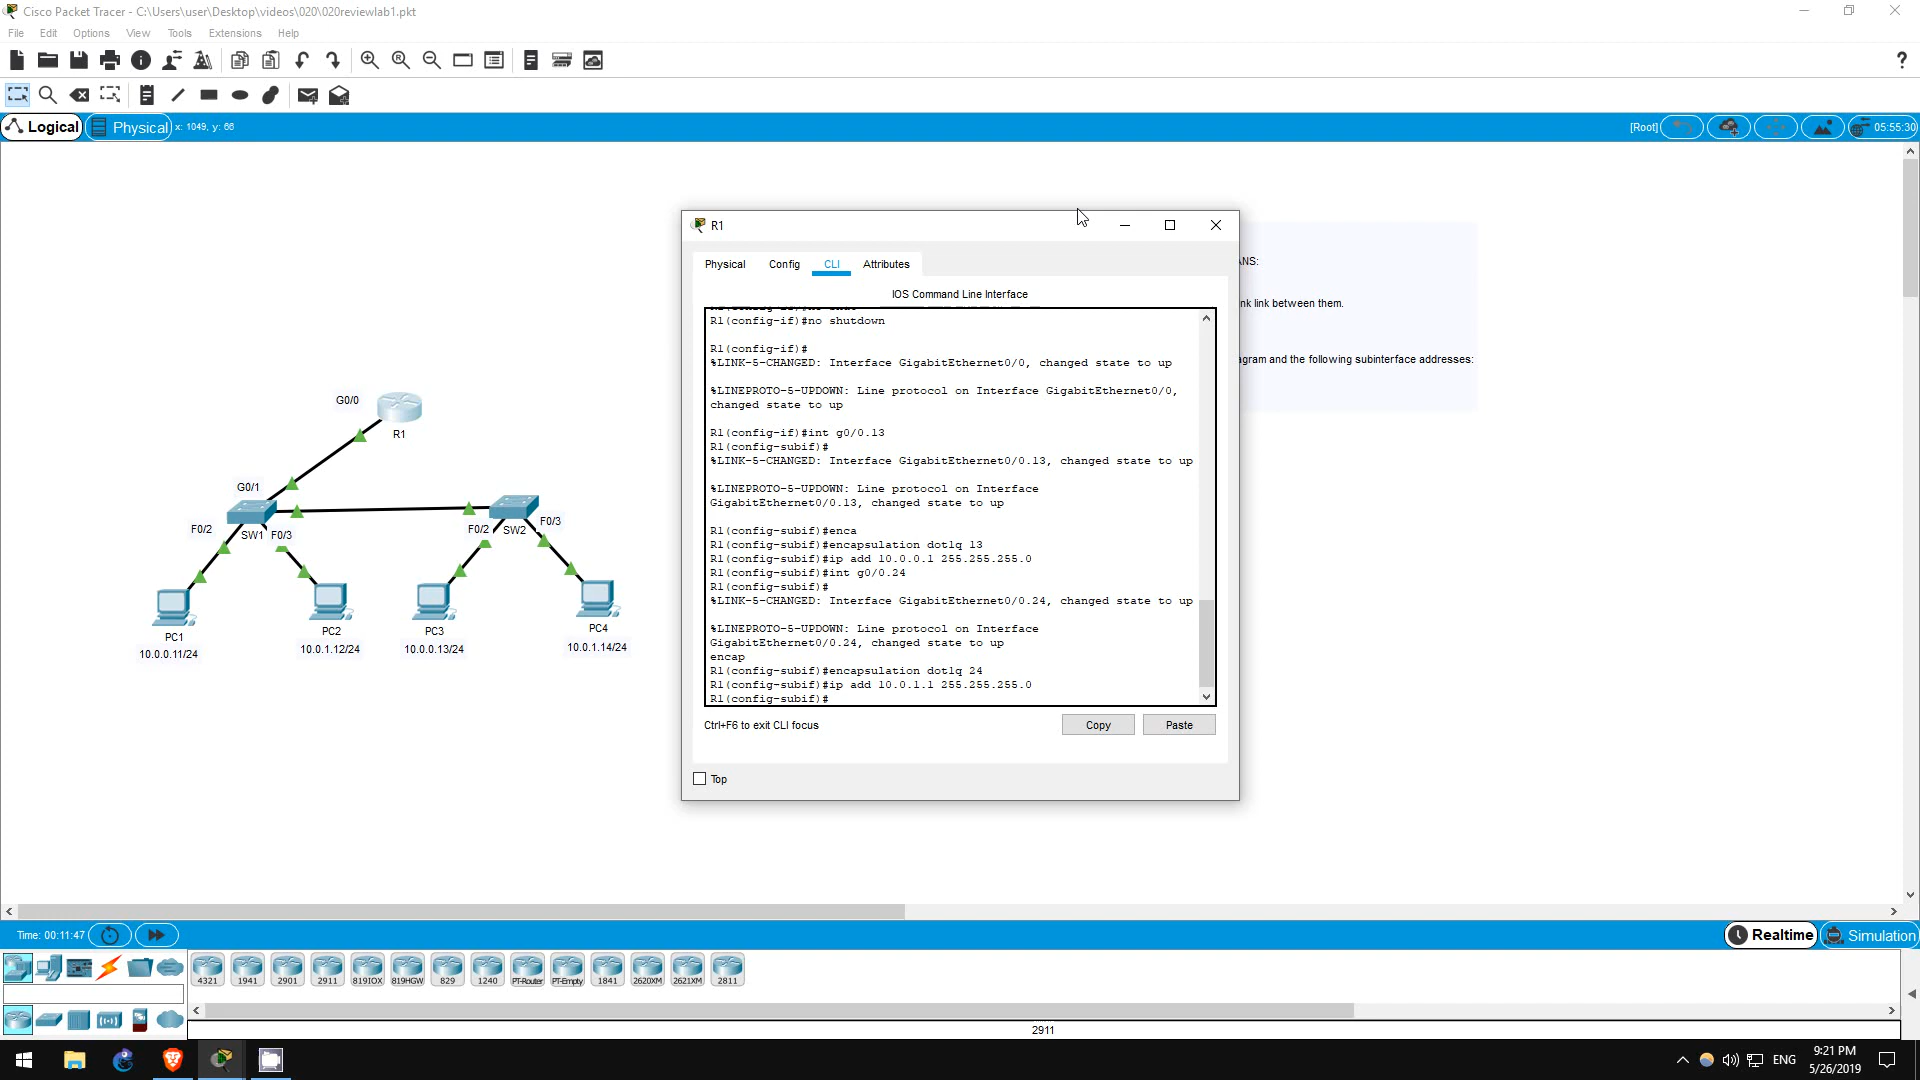 Cisco Packet Tracer - C:\Users\user\Desktop\videos\020\020reviewlab1.pkt
File Edit Options View Tools Extensions Help
Logical Physical x: 1049, y: 66 [Root] 05:55:30
R1
Physical Config CLI Attributes
IOS Command Line Interface
R1(config-if)#no shutdown
R1(config-if)#
%LINK-5-CHANGED: Interface GigabitEthernet0/0, changed state to up
%LINEPROTO-5-UPDOWN: Line protocol on Interface GigabitEthernet0/0,
changed state to up
R1(config-if)#int g0/0.13
R1(config-subif)#
%LINK-5-CHANGED: Interface GigabitEthernet0/0.13, changed state to up
%LINEPROTO-5-UPDOWN: Line protocol on Interface
GigabitEthernet0/0.13, changed state to up
R1(config-subif)#enca
R1(config-subif)#encapsulation dot1q 13
R1(config-subif)#ip add 10.0.0.1 255.255.255.0
R1(config-subif)#int g0/0.24
R1(config-subif)#
%LINK-5-CHANGED: Interface GigabitEthernet0/0.24, changed state to up
%LINEPROTO-5-UPDOWN: Line protocol on Interface
GigabitEthernet0/0.24, changed state to up
encap
R1(config-subif)#encapsulation dot1q 24
R1(config-subif)#ip add 10.0.1.1 255.255.255.0
R1(config-subif)#
Ctrl+F6 to exit CLI focus
Copy Paste
Top
ANS:
nk link between them.
agram and the following subinterface addresses:
G0/0
R1
G0/1
F0/2 SW1 F0/3
F0/2 SW2 F0/3
PC1
10.0.0.11/24
PC2
10.0.1.12/24
PC3
10.0.0.13/24
PC4
10.0.1.14/24
Time: 00:11:47 Realtime Simulation
4321 1941 2901 2911 819IOX 819HGW 829 1240 PT-Router PT-Empty 1841 2620XM 2621XM 2811
2911
ENG
9:21 PM
5/26/2019